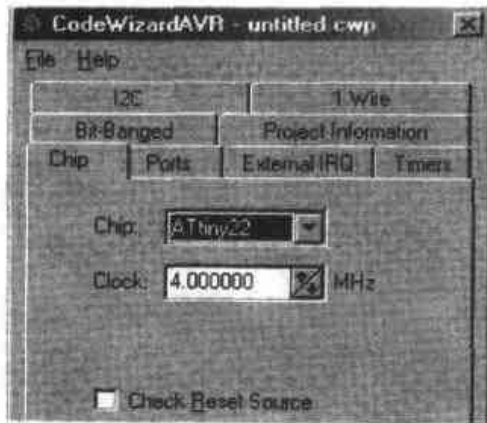 CodeWizardAVR - untitled cwp
File Help
I2C 1 Wire
Bit-Banged Project Information
Chip Ports External IRQ Timers
Chip: ATtiny22
Clock: 4.000000 MHz
Check Reset Source